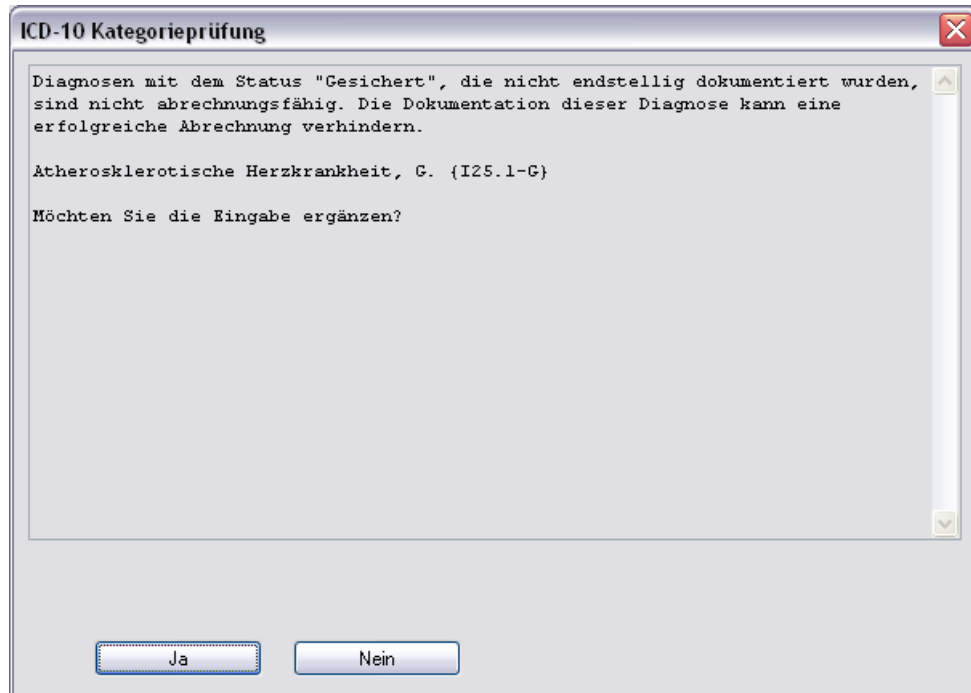 ICD-10 Kategorieprüfung
Diagnosen mit dem Status "Gesichert", die nicht endstellig dokumentiert wurden,
sind nicht abrechnungsfähig. Die Dokumentation dieser Diagnose kann eine
erfolgreiche Abrechnung verhindern.
Atherosklerotische Herzkrankheit, G. {I25.1-G}
Möchten Sie die Eingabe ergänzen?
Ja
Nein